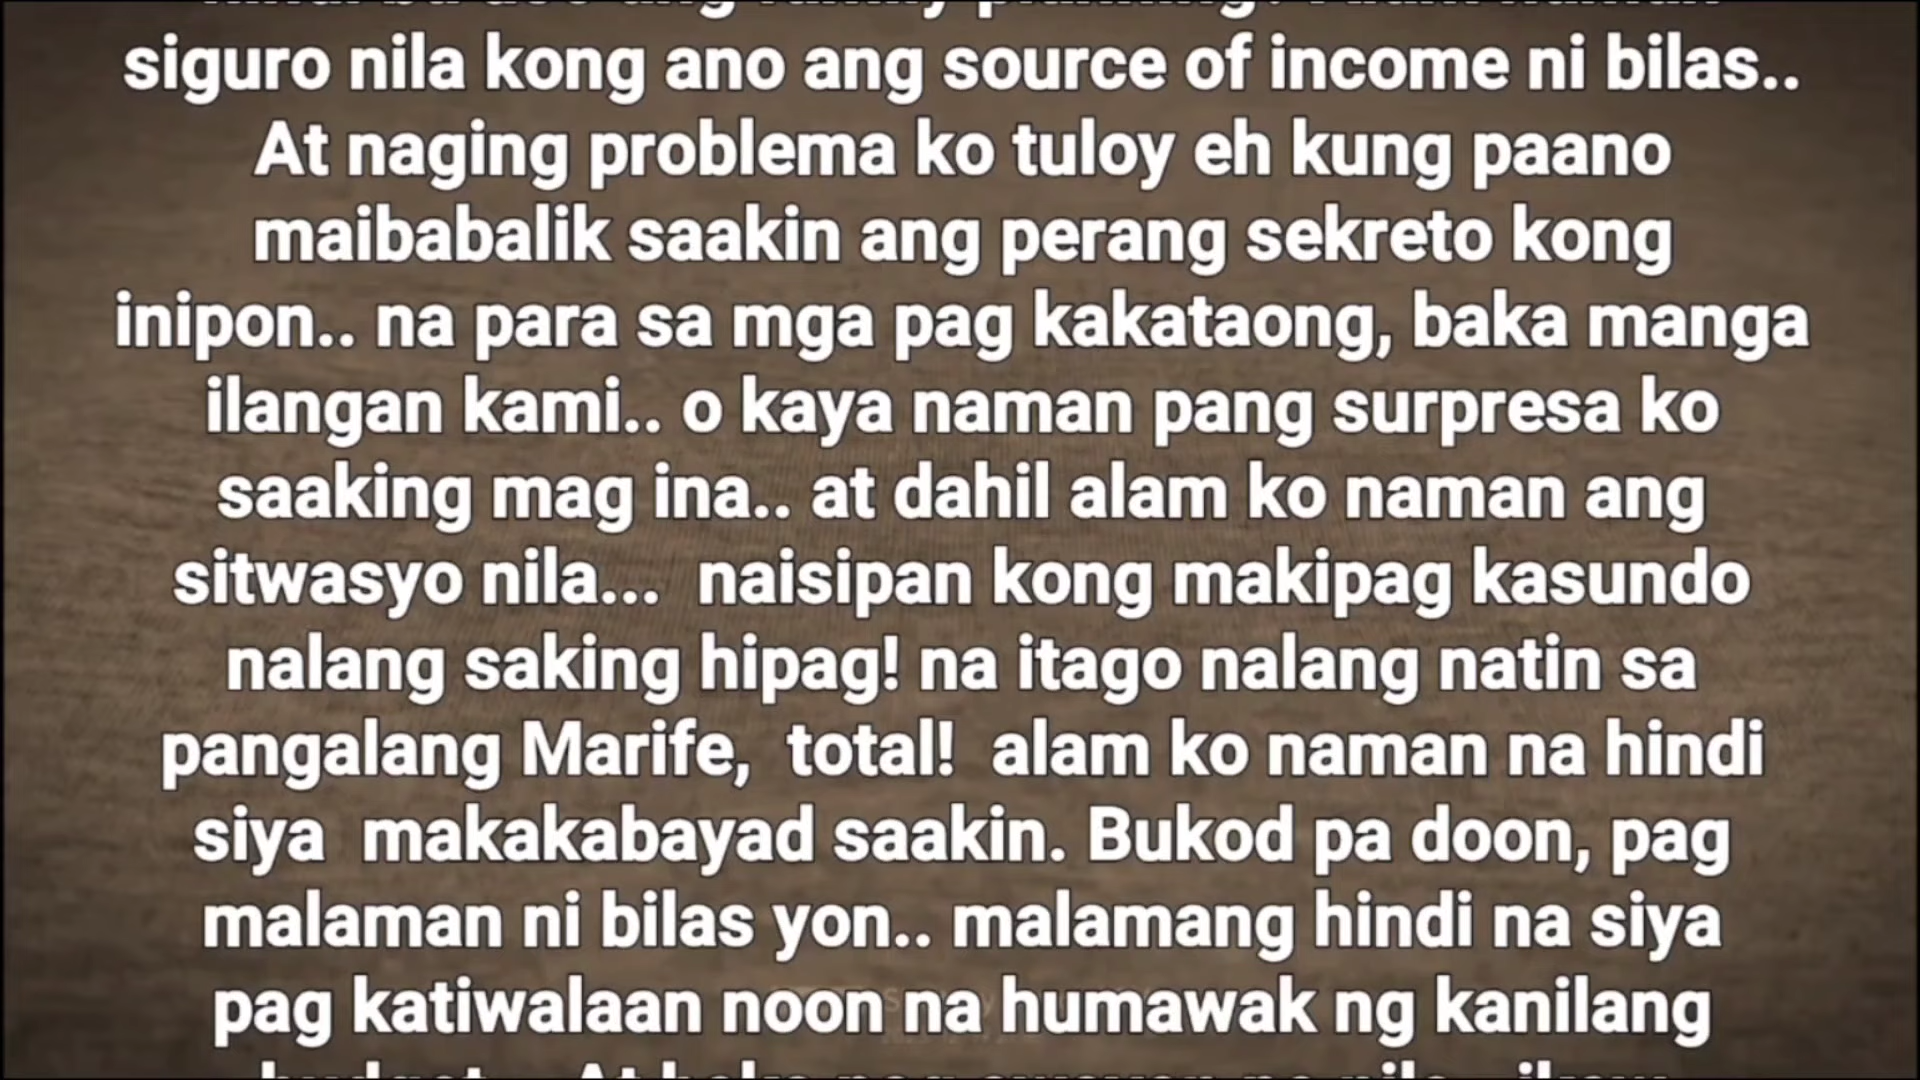 siguro nila kong ano ang source of income ni bilas..
At naging problema ko tuloy eh kung paano
maibabalik saakin ang perang sekreto kong
inipon.. na para sa mga pag kakataong, baka manga
ilangan kami.. o kaya naman pang surpresa ko
saaking mag ina.. at dahil alam ko naman ang
sitwasyo nila... naisipan kong makipag kasundo
nalang saking hipag! na itago nalang natin sa
pangalang Marife, total! alam ko naman na hindi
siya makakabayad saakin. Bukod pa doon, pag
malaman ni bilas yon.. malamang hindi na siya
pag katiwalaan noon na humawak ng kanilang